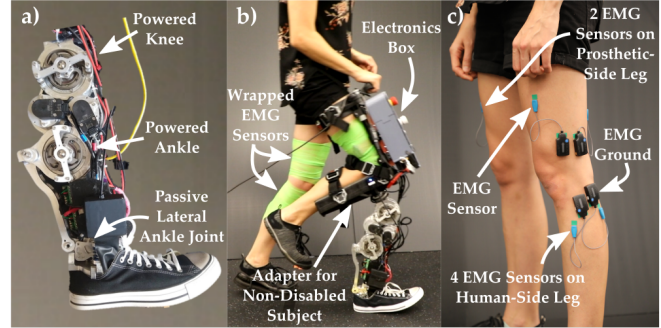 a)
Powered
Knee
Powered
Ankle
Passive
Lateral
Ankle Joint
b)
Electronics
Box
Wrapped
EMG
Sensors
Adapter for
Non-Disabled
Subject
c)
2 EMG
Sensors on
Prosthetic-
Side Leg
EMG
Ground
EMG
Sensor
4 EMG Sensors on
Human-Side Leg